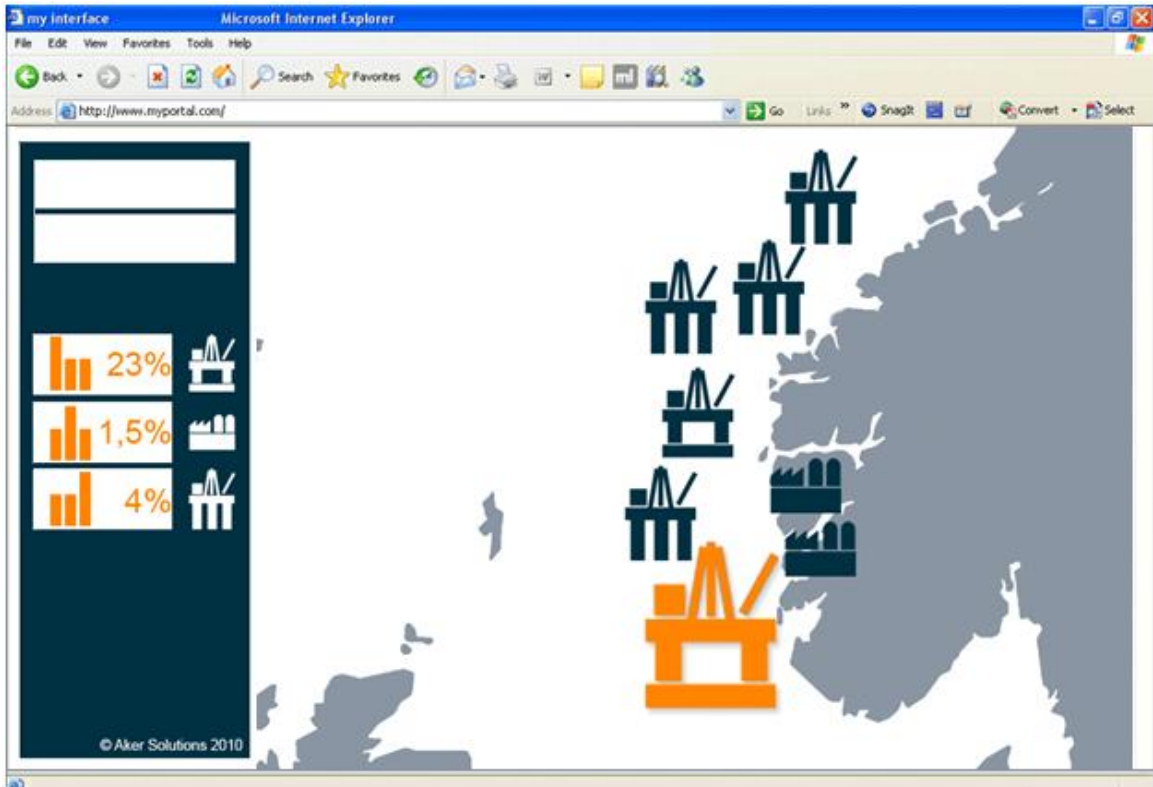 my interface Microsoft Internet Explorer
File Edit View Favorites Tools Help
Back Search Favorites
Address http://www.myportal.com/ Go Links » SnagIt Convert Select
23%
1,5%
4%
© Aker Solutions 2010